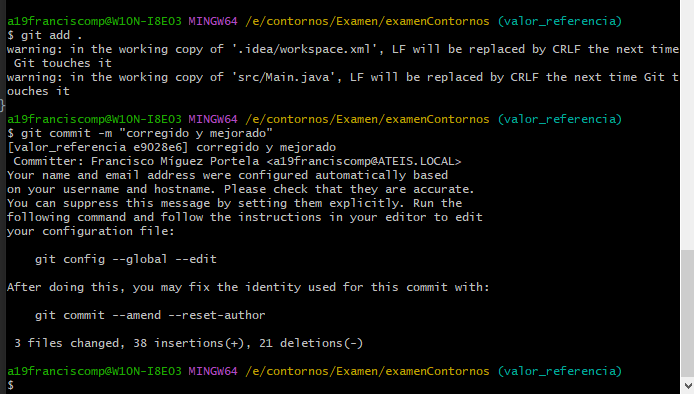 a19franciscomp@W10N-I8E03 MINGW64 /e/contornos/Examen/examenContornos (valor_referencia)
$ git add .
warning: in the working copy of '.idea/workspace.xml', LF will be replaced by CRLF the next time
 Git touches it
warning: in the working copy of 'src/Main.java', LF will be replaced by CRLF the next time Git t
ouches it
}
a19franciscomp@W10N-I8E03 MINGW64 /e/contornos/Examen/examenContornos (valor_referencia)
$ git commit -m "corregido y mejorado"
[valor_referencia e9028e6] corregido y mejorado
 Committer: Francisco Míguez Portela <a19franciscomp@ATEIS.LOCAL>
Your name and email address were configured automatically based
on your username and hostname. Please check that they are accurate.
You can suppress this message by setting them explicitly. Run the
following command and follow the instructions in your editor to edit
your configuration file:

    git config --global --edit

After doing this, you may fix the identity used for this commit with:

    git commit --amend --reset-author

 3 files changed, 38 insertions(+), 21 deletions(-)

a19franciscomp@W10N-I8E03 MINGW64 /e/contornos/Examen/examenContornos (valor_referencia)
$